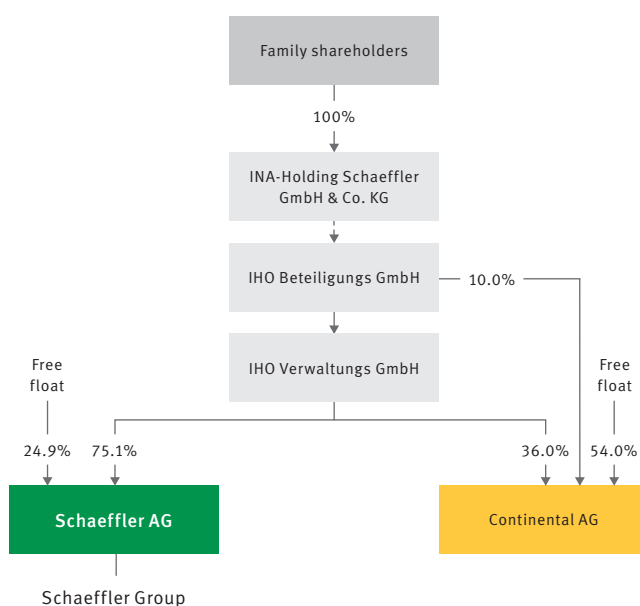 Family shareholders
100%
INA-Holding Schaeffler
GmbH & Co. KG
IHO Beteiligungs GmbH
10.0%
IHO Verwaltungs GmbH
Free
float
Free
float
24.9%
75.1%
36.0%
54.0%
Schaeffler AG
Continental AG
Schaeffler Group